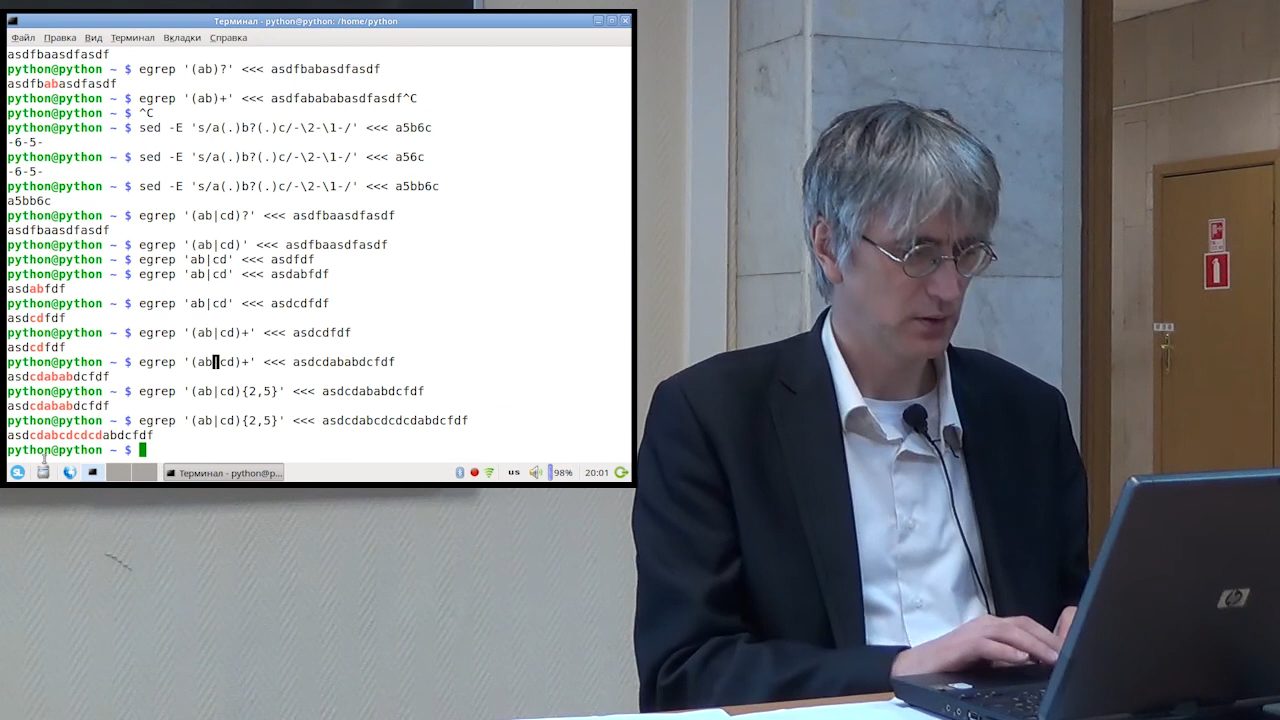 Терминал - python@python: /home/python
Файл Правка Вид Терминал Вкладки Справка
asdfbaasdfasdf
python@python ~ $ egrep '(ab)?' <<< asdfbabasdfasdf
asdfbabasdfasdf
python@python ~ $ egrep '(ab)+' <<< asdfabababasdfasdf^C
python@python ~ $ ^C
python@python ~ $ sed -E 's/a(.)b?(.)c/-\2-\1-/' <<< a5b6c
-6-5-
python@python ~ $ sed -E 's/a(.)b?(.)c/-\2-\1-/' <<< a56c
-6-5-
python@python ~ $ sed -E 's/a(.)b?(.)c/-\2-\1-/' <<< a5bb6c
a5bb6c
python@python ~ $ egrep '(ab|cd)?' <<< asdfbaasdfasdf
asdfbaasdfasdf
python@python ~ $ egrep '(ab|cd)' <<< asdfbaasdfasdf
python@python ~ $ egrep 'ab|cd' <<< asdfdf
python@python ~ $ egrep 'ab|cd' <<< asdabfdf
asdabfdf
python@python ~ $ egrep 'ab|cd' <<< asdcdfdf
asdcdfdf
python@python ~ $ egrep '(ab|cd)+' <<< asdcdfdf
asdcdfdf
python@python ~ $ egrep '(ab|cd)+' <<< asdcdababdcfdf
asdcdababdcfdf
python@python ~ $ egrep '(ab|cd){2,5}' <<< asdcdababdcfdf
asdcdababdcfdf
python@python ~ $ egrep '(ab|cd){2,5}' <<< asdcdabcdcdcdabdcfdf
asdcdabcdcdcdabdcfdf
python@python ~ $
SL Терминал - python@p... us 98% 20:01
hp